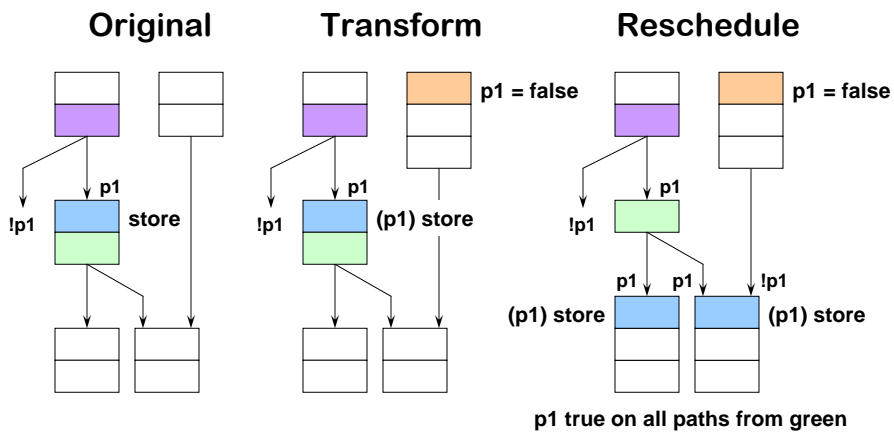 Original
Transform
Reschedule
p1 = false
p1 = false
p1
!p1
store
p1
!p1
(p1) store
p1
!p1
p1
p1
!p1
(p1) store
(p1) store
p1 true on all paths from green